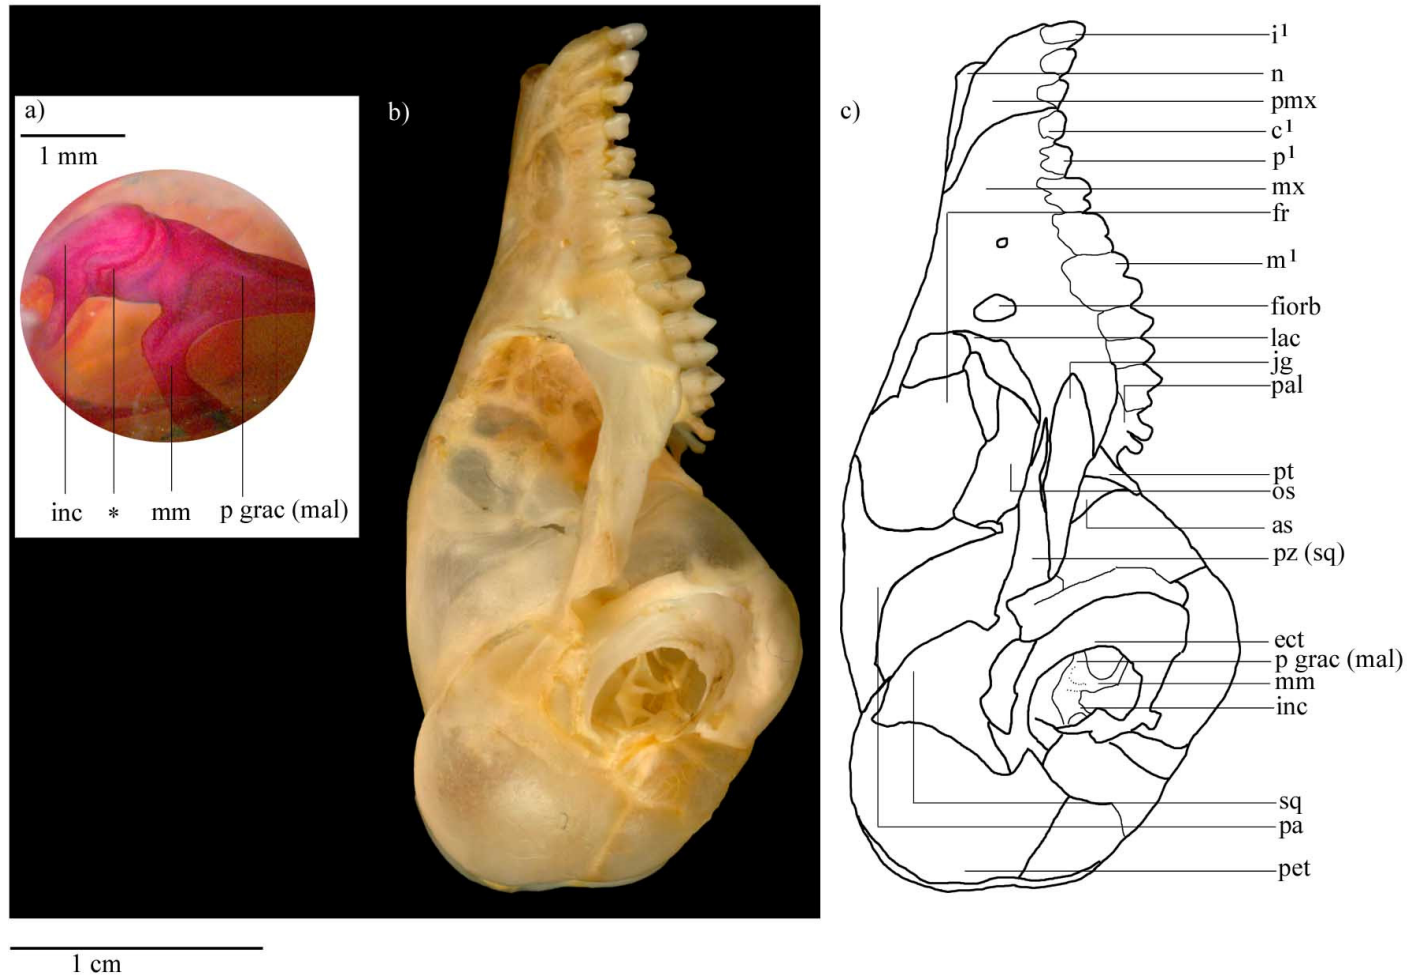 a)
1 mm
inc * mm p grac (mal)
b)
c)
i¹
n
pmx
c¹
p¹
mx
fr
m¹
fiorb
lac
jg
pal
pt
os
as
pz (sq)
ect
p grac (mal)
mm
inc
sq
pa
pet
1 cm